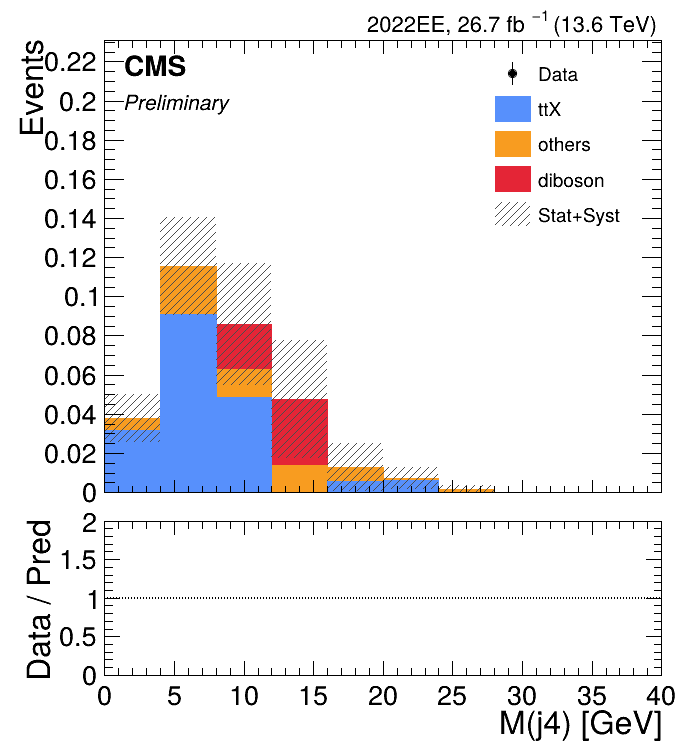 2022EE, 26.7 fb⁻¹ (13.6 TeV)
Events
CMS
Preliminary
Data
ttX
others
diboson
Stat+Syst
0.22
0.2
0.18
0.16
0.14
0.12
0.1
0.08
0.06
0.04
0.02
0
Data / Pred
2
1.5
1
0.5
0
0 5 10 15 20 25 30 35 40
M(j4) [GeV]